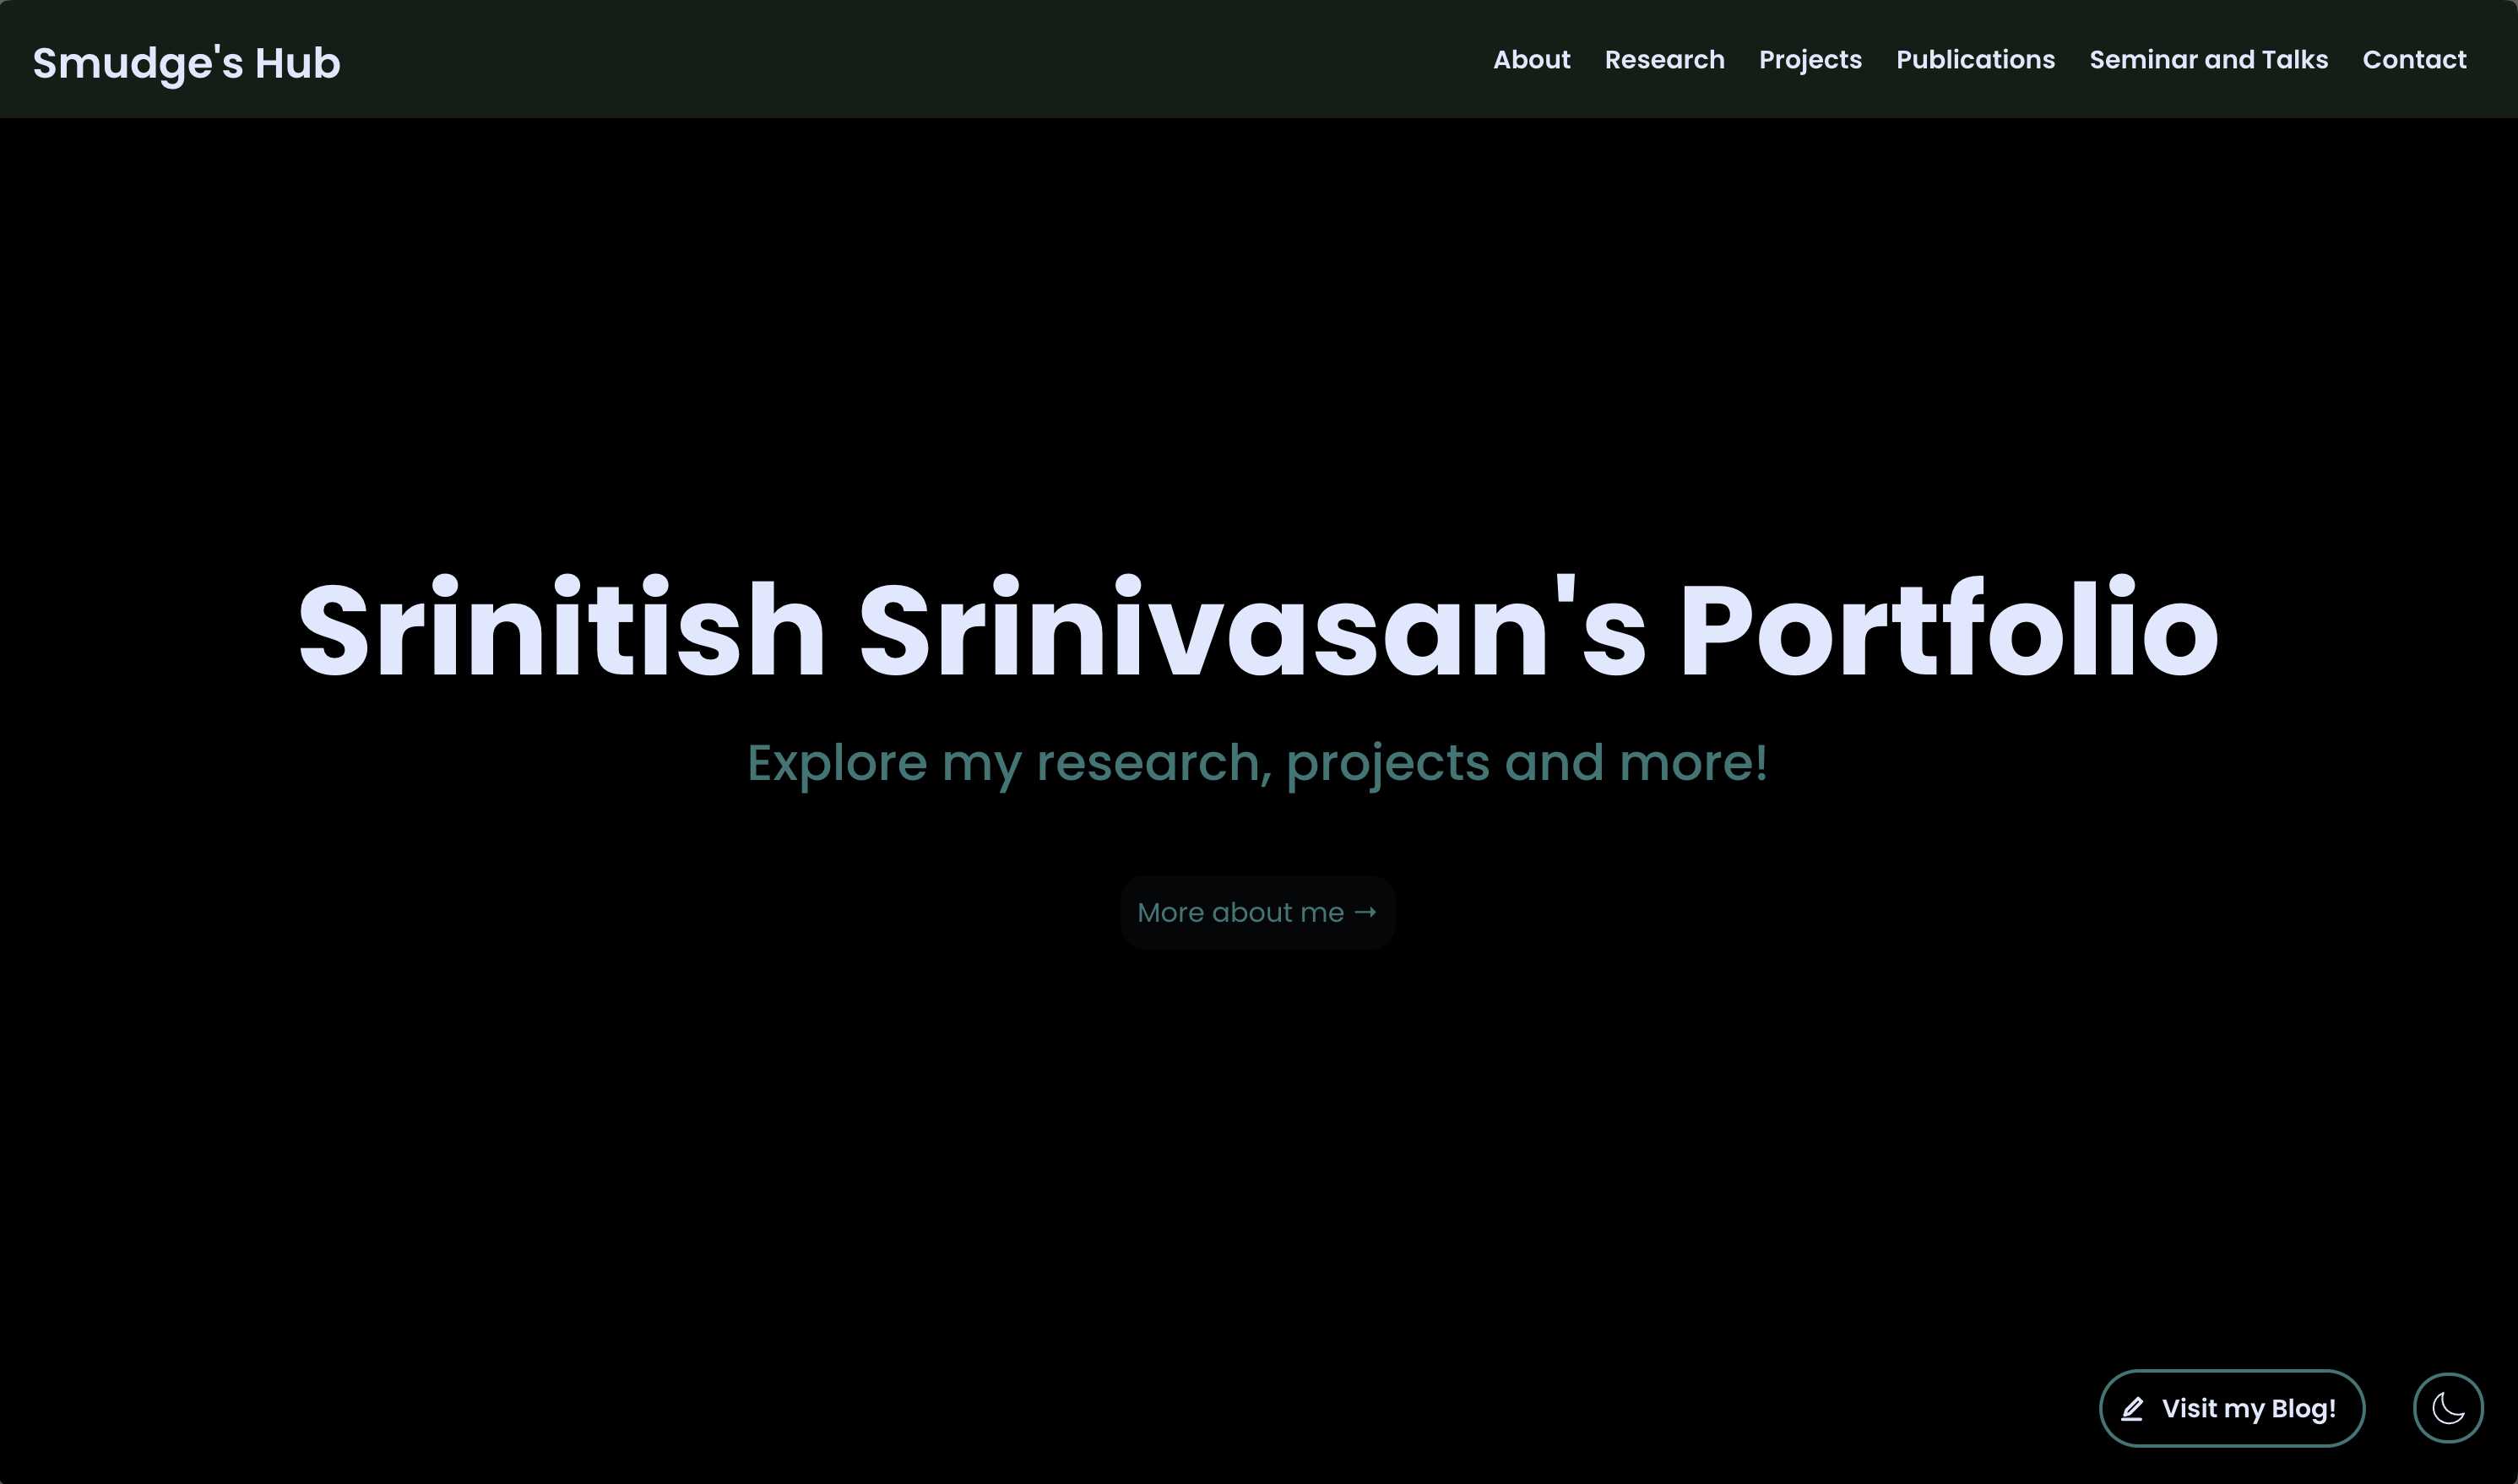 Smudge's Hub
About Research Projects Publications Seminar and Talks Contact
Srinitish Srinivasan's Portfolio
Explore my research, projects and more!
More about me →
Visit my Blog!